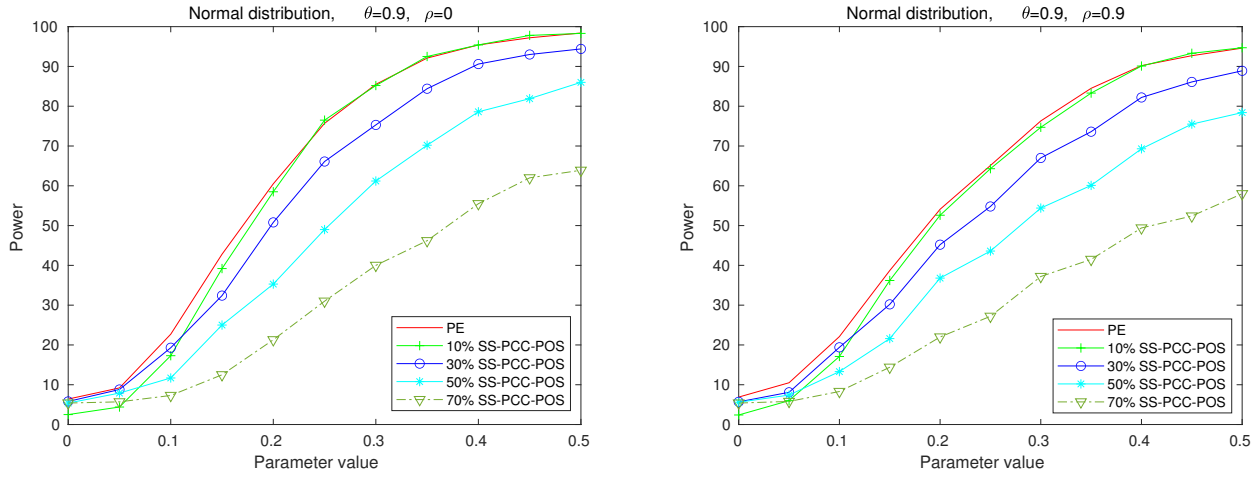 Normal distribution, θ=0.9, ρ=0
100
90
80
70
60
50
40
30
20
10
0
Power
0 0.1 0.2 0.3 0.4 0.5
Parameter value
PE
10% SS-PCC-POS
30% SS-PCC-POS
50% SS-PCC-POS
70% SS-PCC-POS
Normal distribution, θ=0.9, ρ=0.9
100
90
80
70
60
50
40
30
20
10
0
Power
0 0.1 0.2 0.3 0.4 0.5
Parameter value
PE
10% SS-PCC-POS
30% SS-PCC-POS
50% SS-PCC-POS
70% SS-PCC-POS